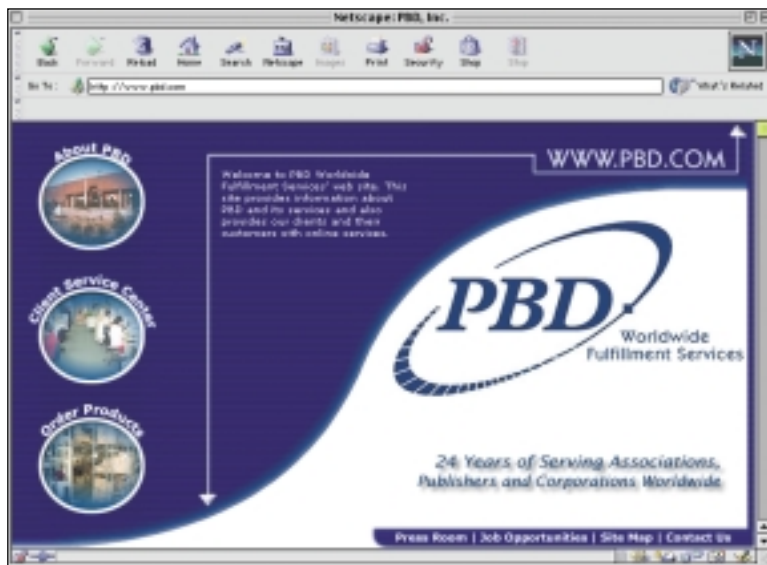 Netscape: PBD, Inc.
Back Forward Reload Home Search Netscape Images Print Security Shop Stop
Go To: http://www.pbd.com What's Related
WWW.PBD.COM
About PBD
Welcome to PBD Worldwide
Fulfillment Services' web site. This
site provides information about
PBD and its services and also
provides our clients and their
customers with online services.
Client Service Center
Order Products
PBD
Worldwide
Fulfillment Services
24 Years of Serving Associations,
Publishers and Corporations Worldwide
Press Room | Job Opportunities | Site Map | Contact Us